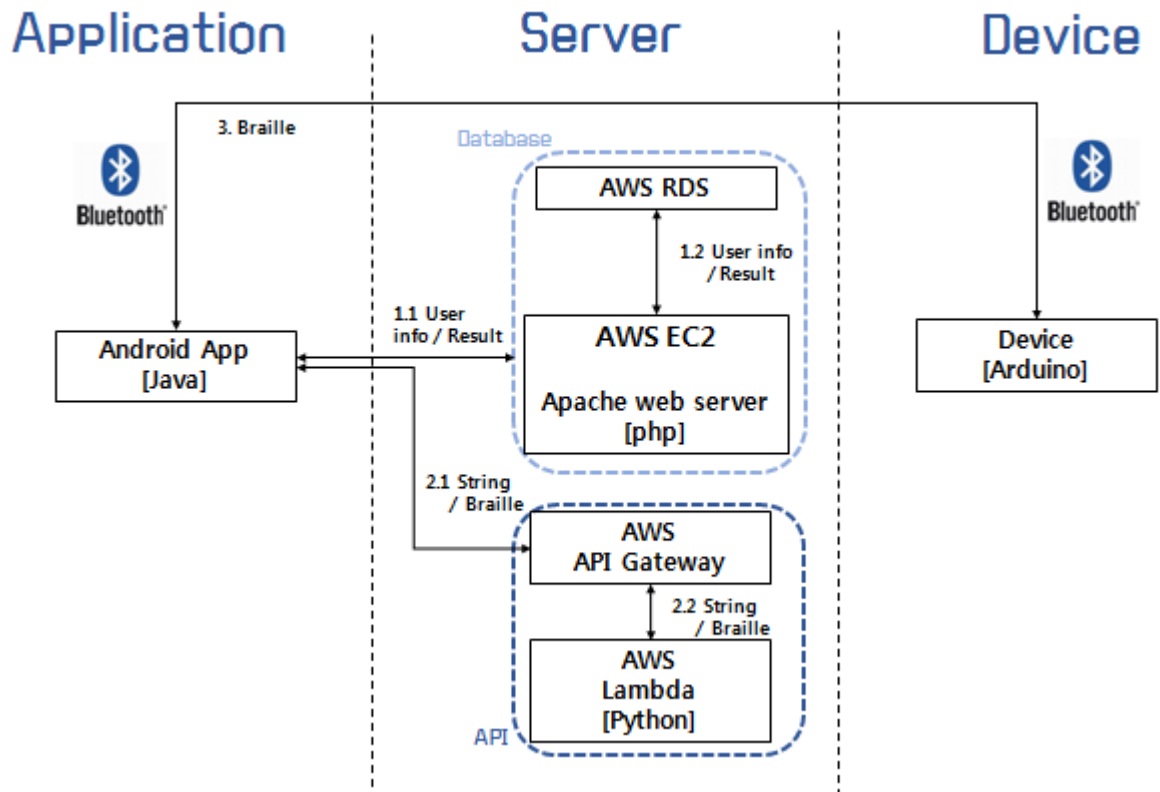 Application
Server
Device
3. Braille
Bluetooth
Database
AWS RDS
Bluetooth
1.2 User info
/ Result
1.1 User
info / Result
Android App
[Java]
AWS EC2
Apache web server
[php]
Device
[Arduino]
2.1 String
/ Braille
AWS
API Gateway
2.2 String
/ Braille
AWS
Lambda
[Python]
API